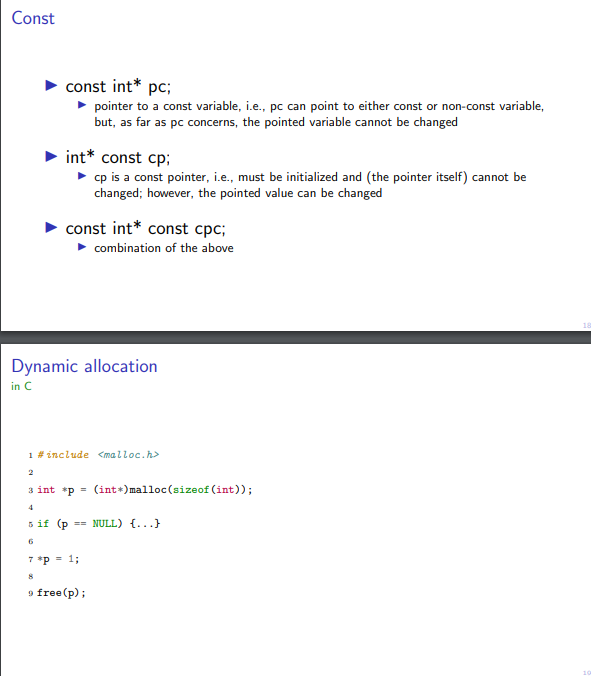 Const
▶ const int* pc;
▶ pointer to a const variable, i.e., pc can point to either const or non-const variable,
but, as far as pc concerns, the pointed variable cannot be changed
▶ int* const cp;
▶ cp is a const pointer, i.e., must be initialized and (the pointer itself) cannot be
changed; however, the pointed value can be changed
▶ const int* const cpc;
▶ combination of the above
18
Dynamic allocation
in C
1 #include <malloc.h>
2
3 int *p = (int*)malloc(sizeof(int));
4
5 if (p == NULL) {...}
6
7 *p = 1;
8
9 free(p);
19